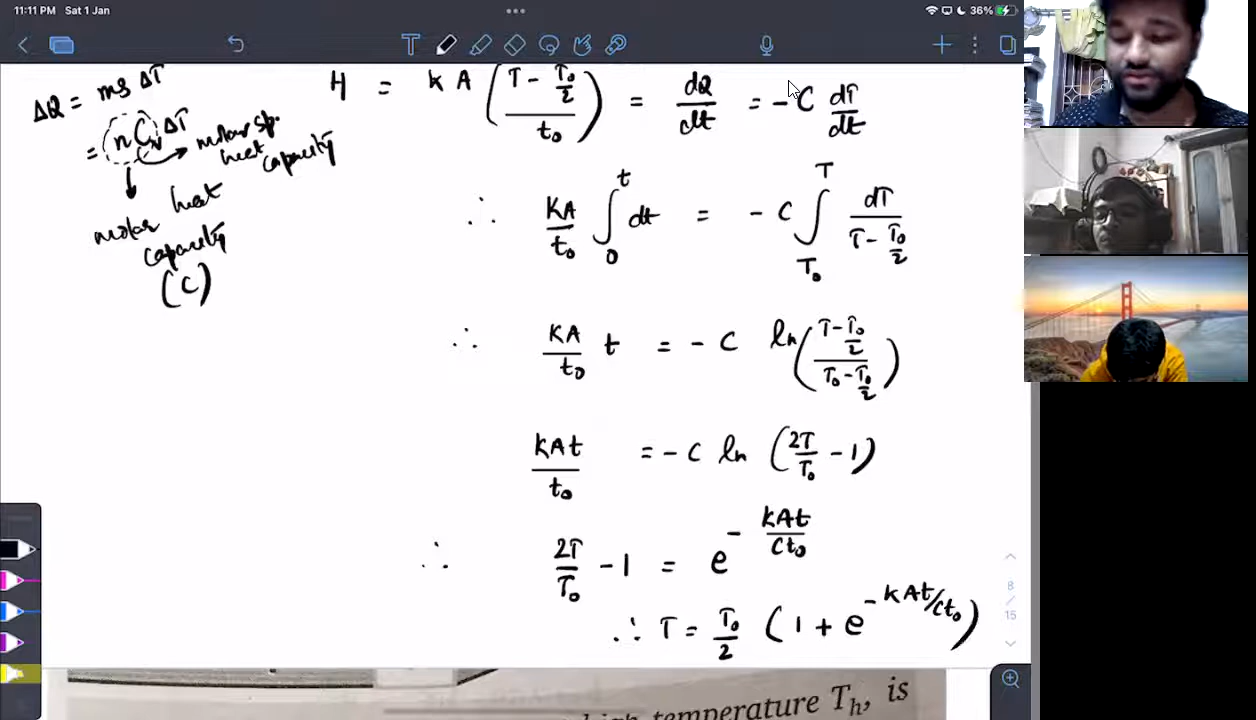 11:11 PM Sat 1 Jan
36%
ΔQ = ms ΔT
= nCv ΔT → molar sp. heat capacity
molar heat capacity
(C)
H = kA ((T - T₀/2)/t₀) = dQ/dt = -C dT/dt
∴ KA/t₀ ∫₀ᵗ dt = -C ∫_T₀^T dT/(T - T₀/2)
∴ KA/t₀ t = -C ln((T - T₀/2)/(T₀ - T₀/2))
kAt/t₀ = -C ln (2T/T₀ - 1)
∴ 2T/T₀ - 1 = e^(-kAt/Ct₀)
∴ T = T₀/2 (1 + e^(-kAt/Ct₀))
8
/
15
temperature Tₕ, is